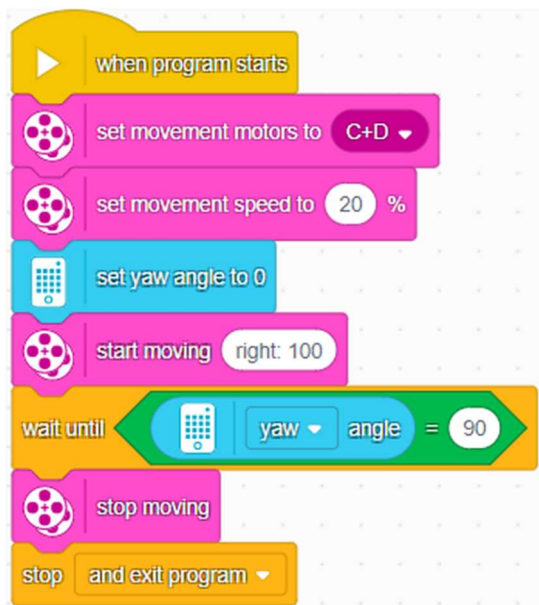 when program starts
set movement motors to C+D
set movement speed to 20 %
set yaw angle to 0
start moving right: 100
wait until yaw angle = 90
stop moving
stop and exit program